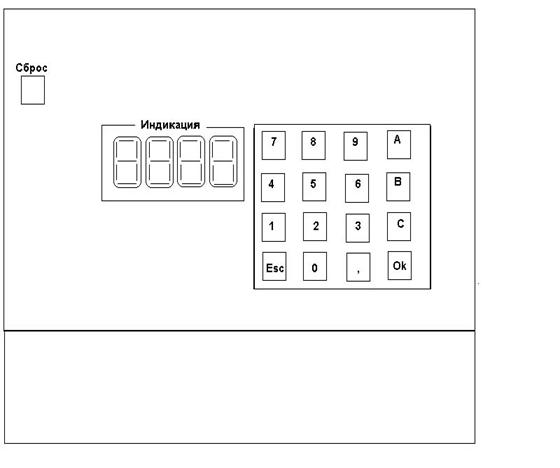 Сброс
Индикация
7 8 9 A
4 5 6 B
1 2 3 C
Esc 0 , Ok